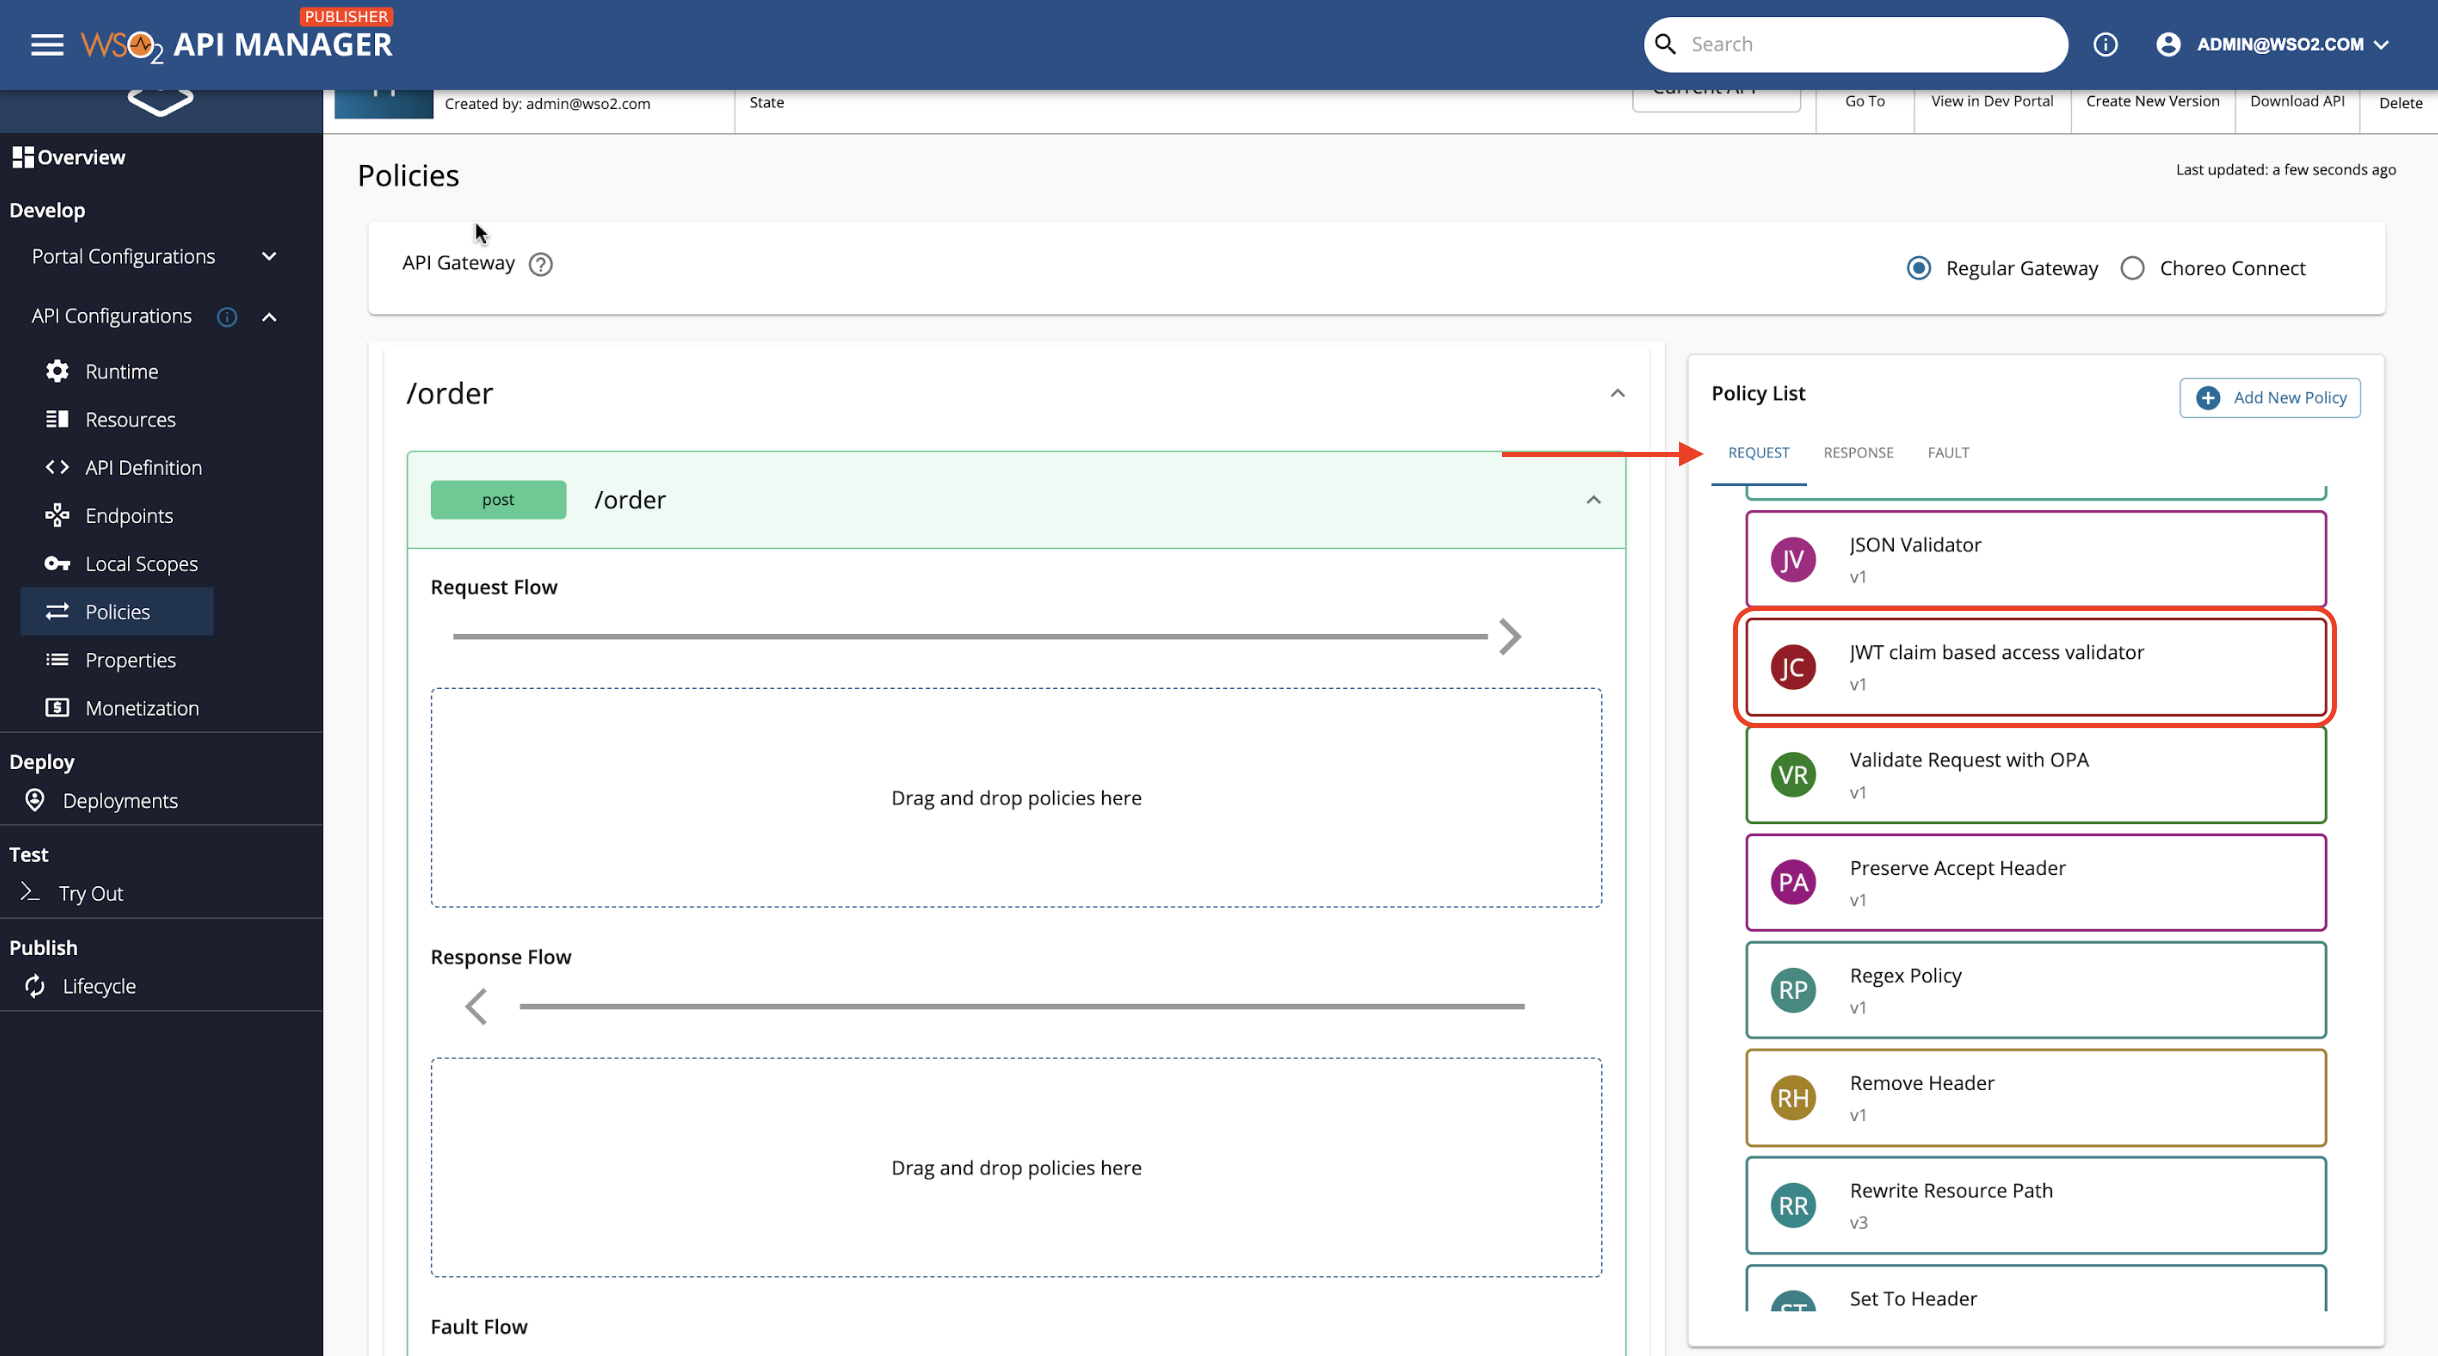 PUBLISHER
WSO2 API MANAGER
Search
ADMIN@WSO2.COM
Created by: admin@wso2.com
State
Go To
View in Dev Portal
Create New Version
Download API
Delete
Overview
Develop
Portal Configurations
API Configurations
Runtime
Resources
API Definition
Endpoints
Local Scopes
Policies
Properties
Monetization
Deploy
Deployments
Test
Try Out
Publish
Lifecycle
Policies
Last updated: a few seconds ago
API Gateway
Regular Gateway
Choreo Connect
/order
post
/order
Request Flow
Drag and drop policies here
Response Flow
Drag and drop policies here
Fault Flow
Policy List
Add New Policy
REQUEST
RESPONSE
FAULT
JV
JSON Validator
v1
JC
JWT claim based access validator
v1
VR
Validate Request with OPA
v1
PA
Preserve Accept Header
v1
RP
Regex Policy
v1
RH
Remove Header
v1
RR
Rewrite Resource Path
v3
ST
Set To Header